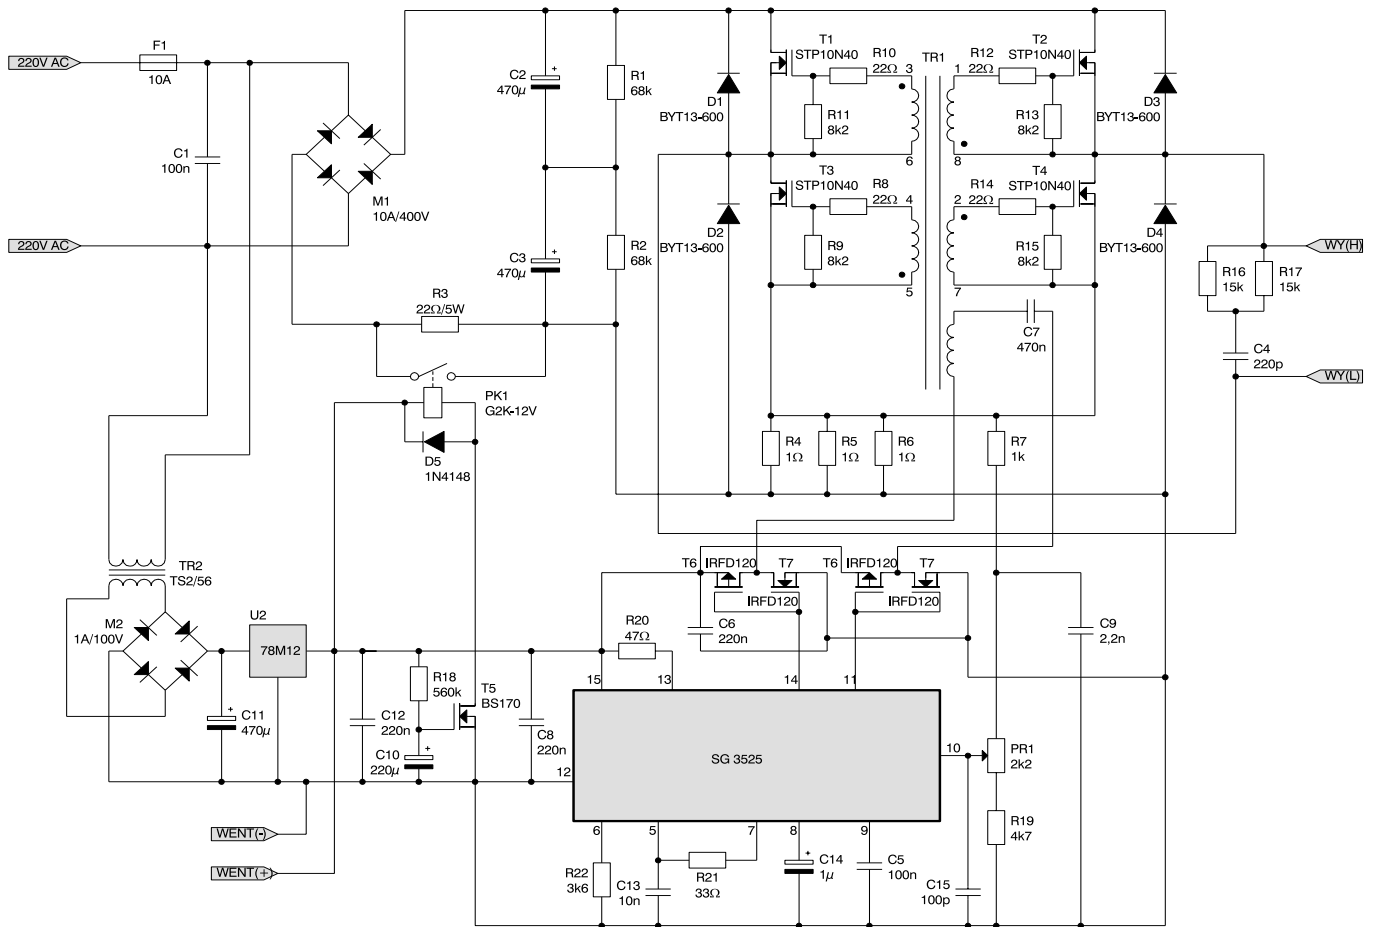 220V AC
F1
10A
C1
100n
M1
10A/400V
220V AC
C2
470µ
R1
68k
C3
470µ
R2
68k
R3
22Ω/5W
PK1
G2K-12V
D5
1N4148
D1
BYT13-600
D2
BYT13-600
T1
STP10N40
R10
22Ω
3
R11
8k2
6
T3
STP10N40
R8
22Ω
4
R9
8k2
5
TR1
1
R12
22Ω
T2
STP10N40
R13
8k2
8
D3
BYT13-600
2
R14
22Ω
T4
STP10N40
R15
8k2
7
D4
BYT13-600
C7
470n
R16
15k
R17
15k
C4
220p
WY(H)
WY(L)
R4
1Ω
R5
1Ω
R6
1Ω
R7
1k
TR2
TS2/56
M2
1A/100V
U2
78M12
C11
470µ
C12
220n
R18
560k
C10
220µ
T5
BS170
C8
220n
R20
47Ω
T6
IRFD120
T7
IRFD120
T6
IRFD120
T7
IRFD120
C6
220n
C9
2,2n
15
13
14
11
SG 3525
12
10
6
5
7
8
9
PR1
2k2
R19
4k7
R22
3k6
C13
10n
R21
33Ω
C14
1µ
C5
100n
C15
100p
WENT(-)
WENT(+)